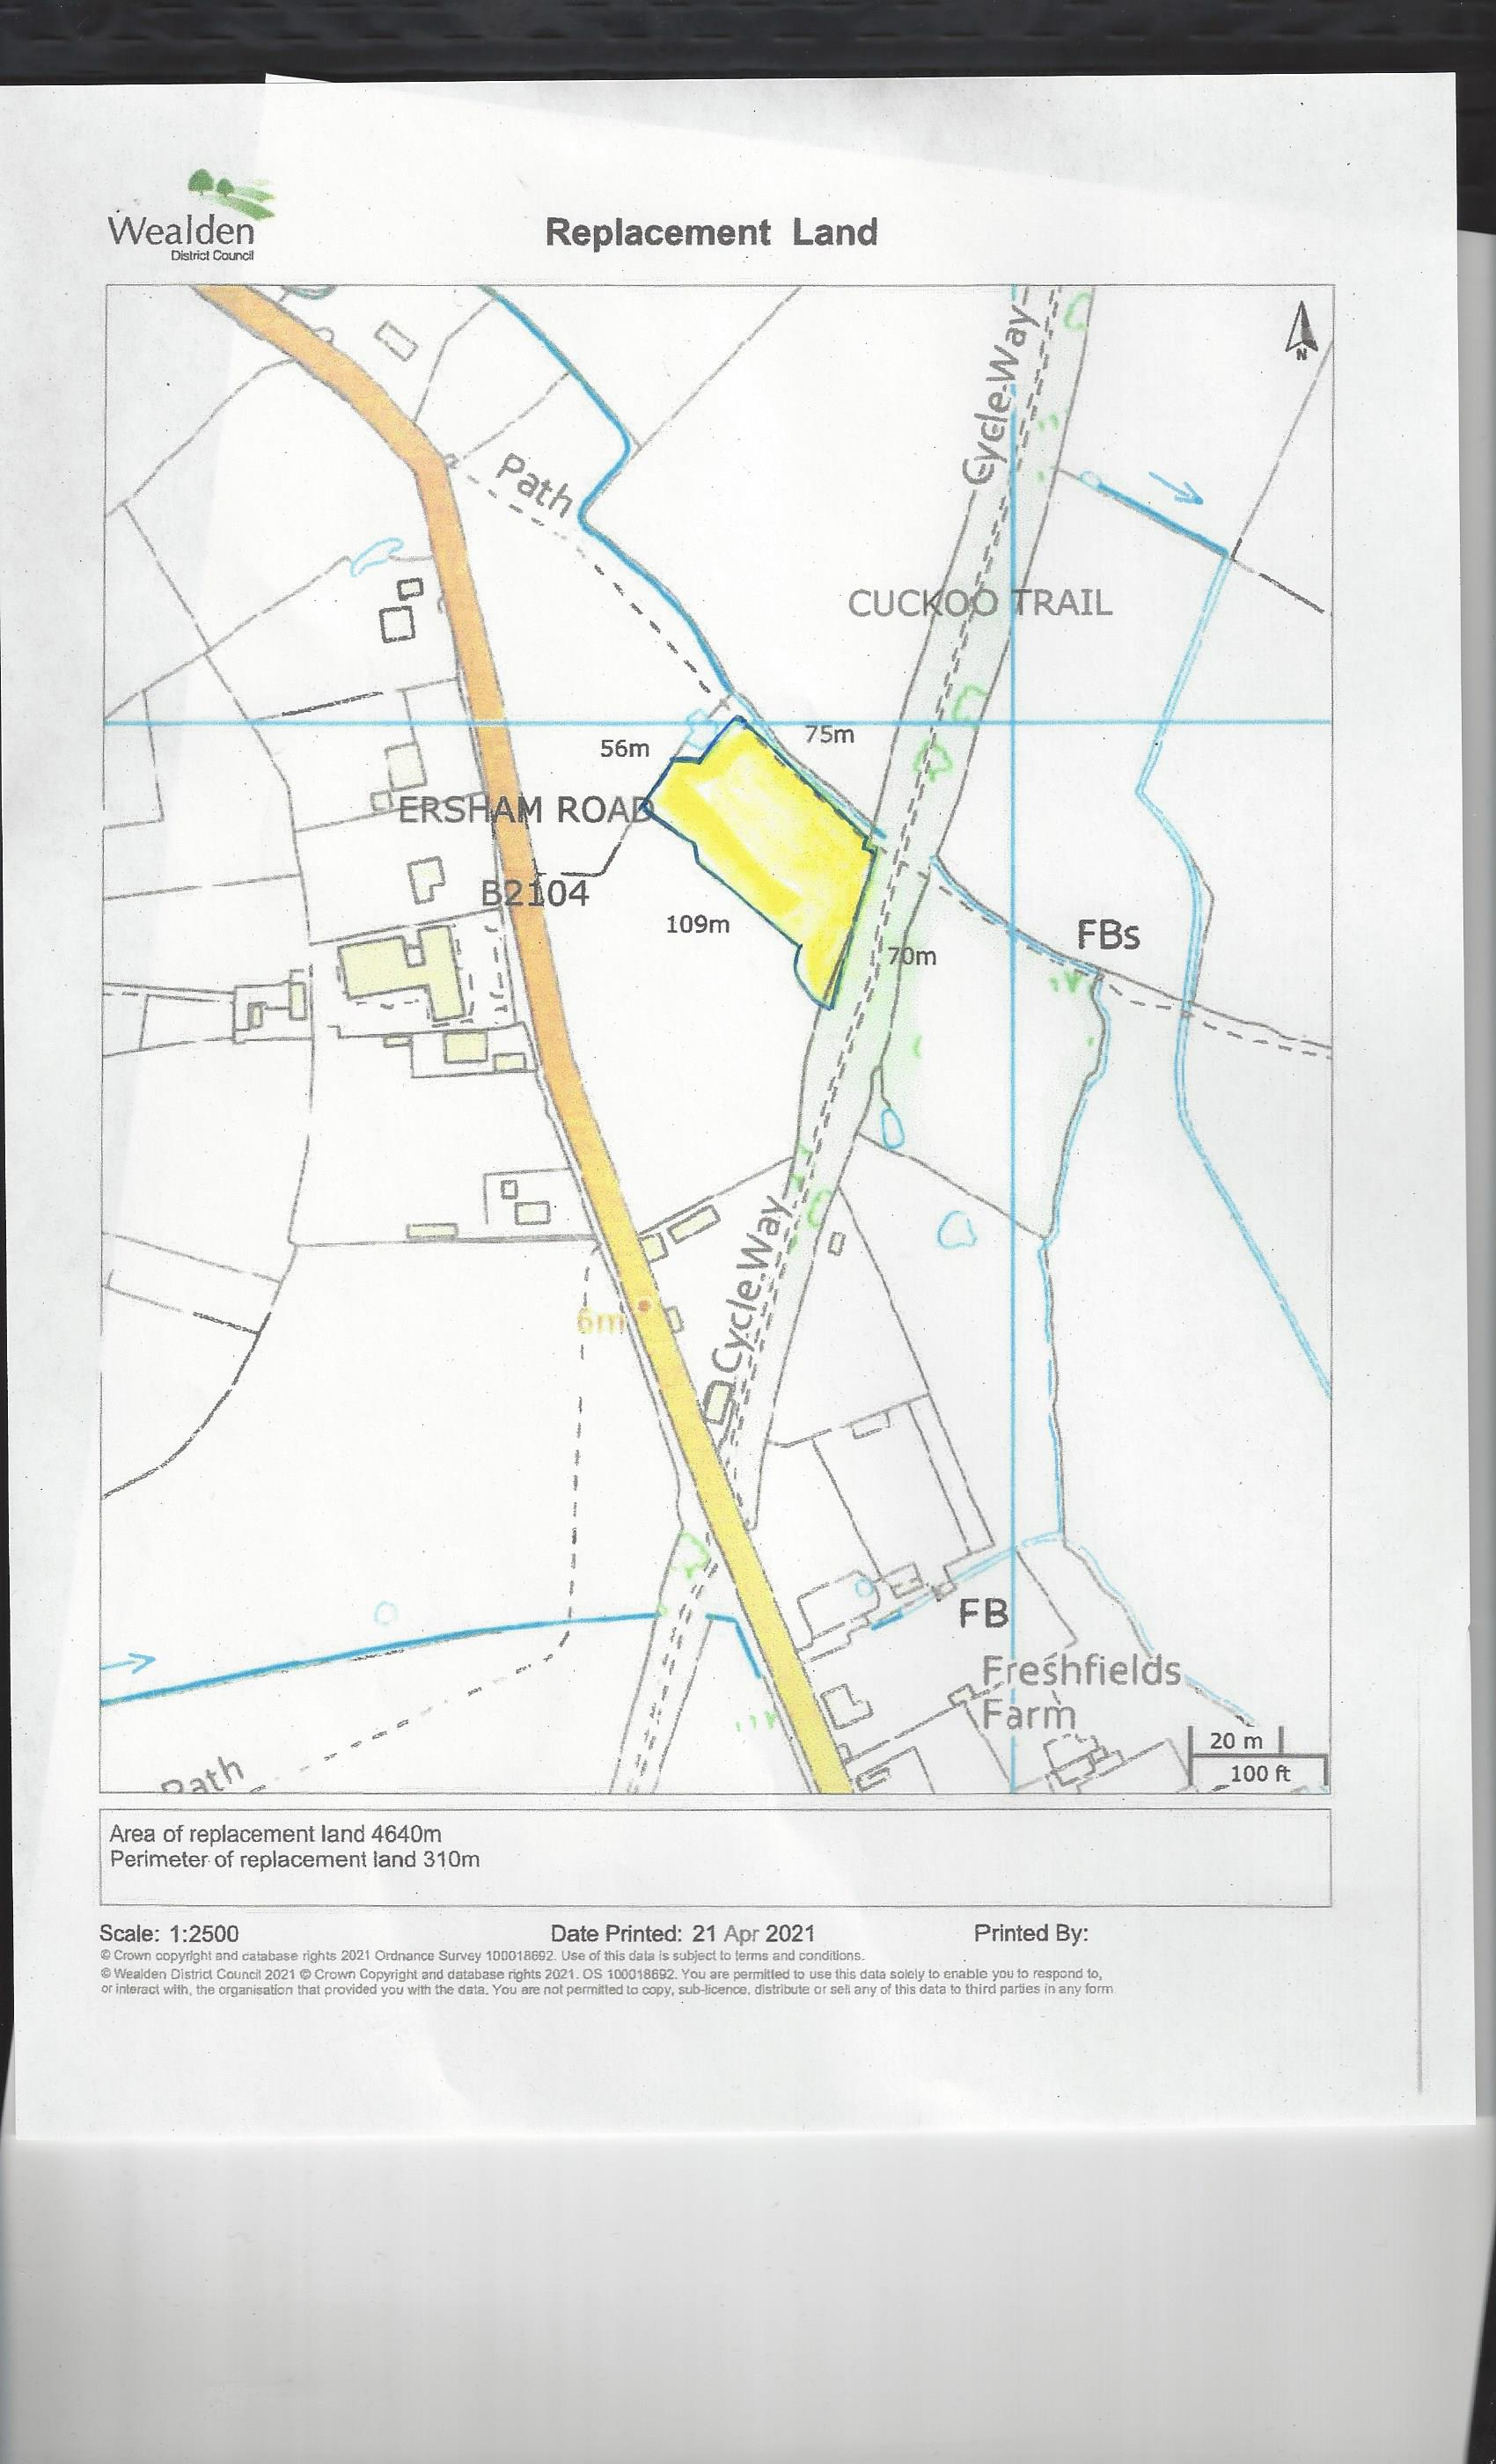 Wealden
District Council
Replacement Land
N
Cycle Way
Path
CUCKOO TRAIL
75m
56m
ERSHAM ROAD
B2104
109m
FBs
70m
Cycle Way
6m
FB
Freshfields
Farm
20 m
100 ft
Path
Area of replacement land 4640m
Perimeter of replacement land 310m
Scale: 1:2500
Date Printed: 21 Apr 2021
Printed By:
© Crown copyright and database rights 2021 Ordnance Survey 100018692. Use of this data is subject to terms and conditions.
© Wealden District Council 2021 © Crown Copyright and database rights 2021. OS 100018692. You are permitted to use this data solely to enable you to respond to,
or interact with, the organisation that provided you with the data. You are not permitted to copy, sub-licence, distribute or sell any of this data to third parties in any form